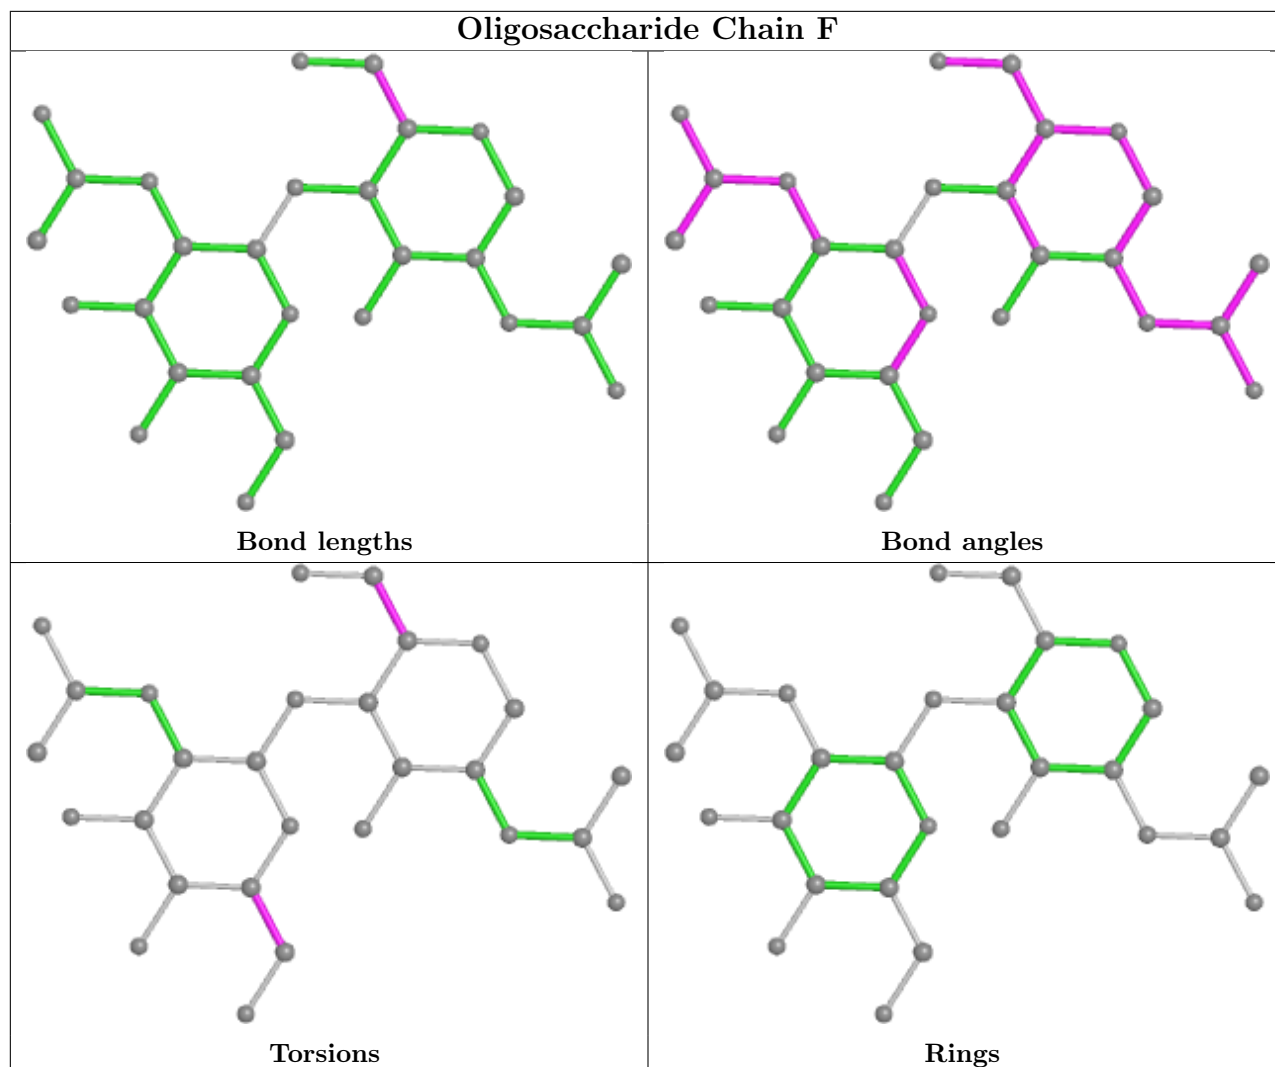 Oligosaccharide Chain F
Bond lengths
Bond angles
Torsions
Rings